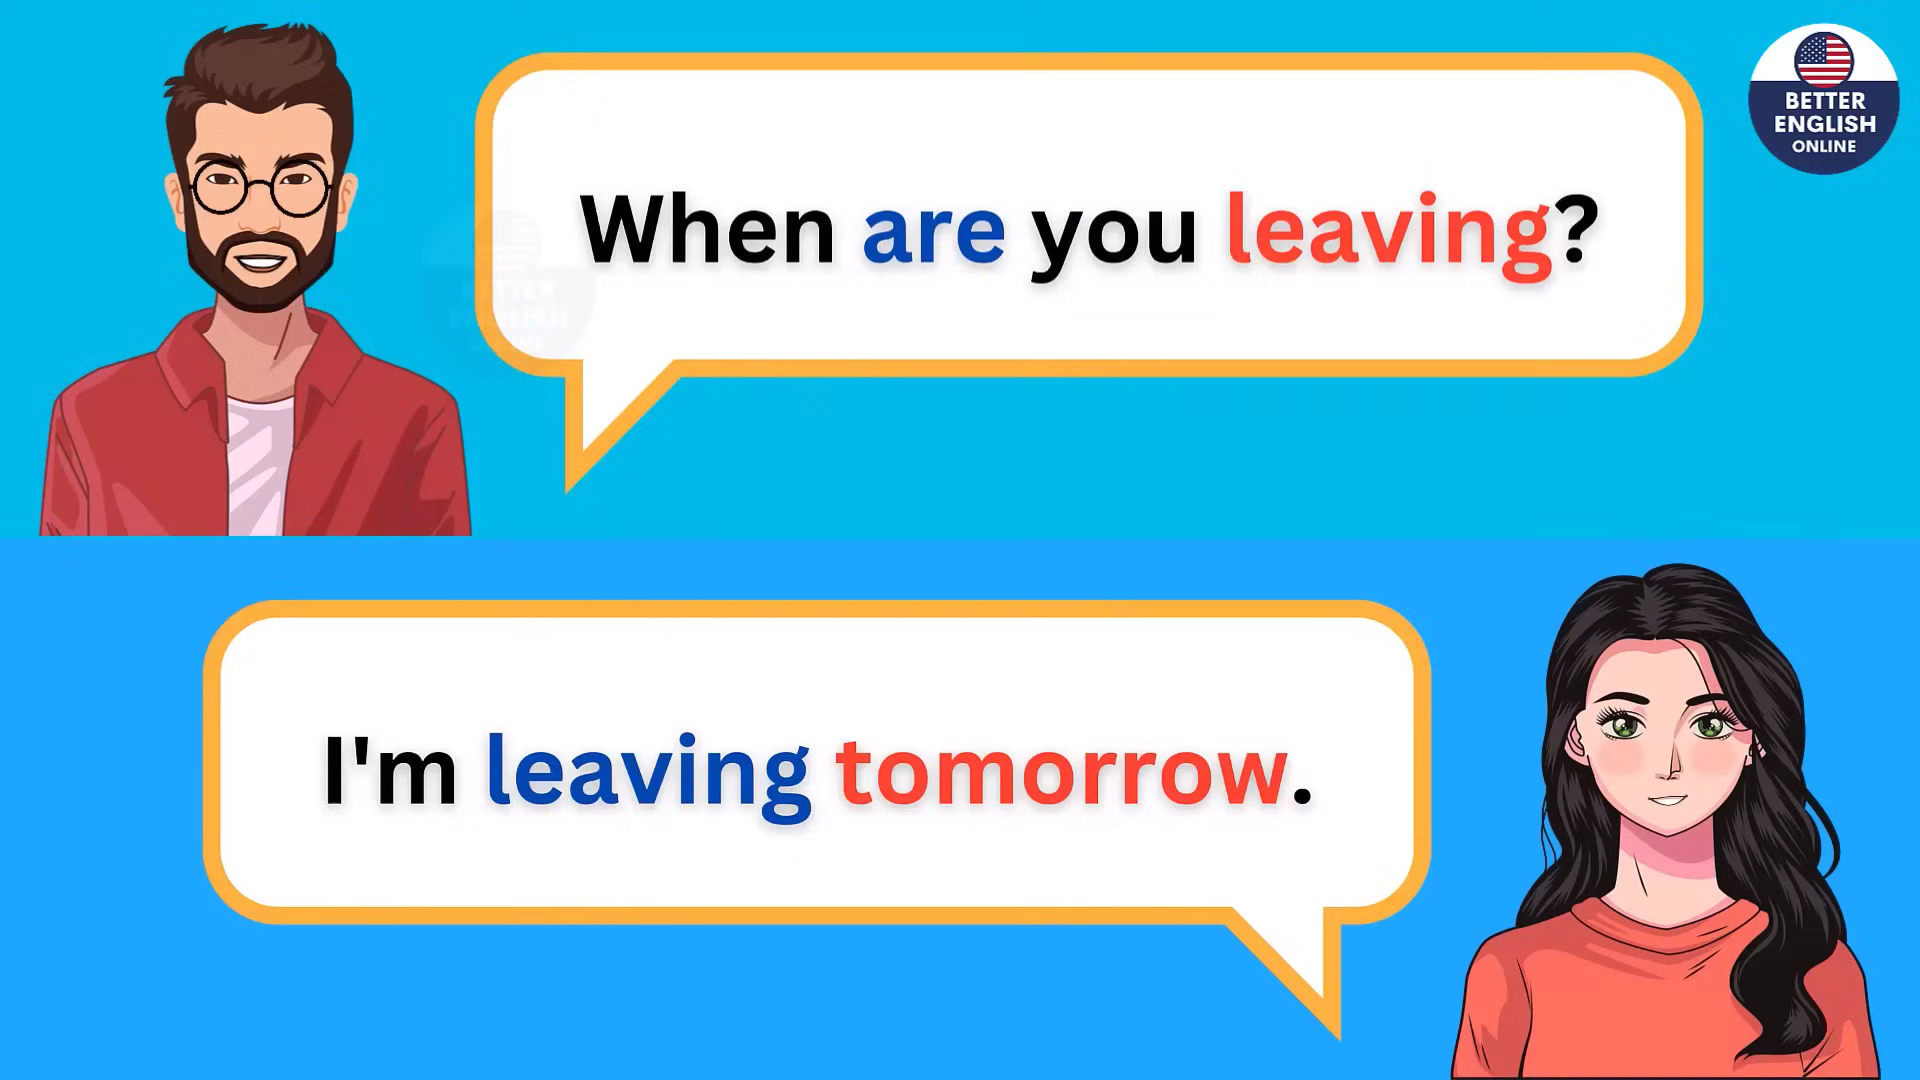 When are you leaving?
BETTER
ENGLISH
ONLINE
I'm leaving tomorrow.